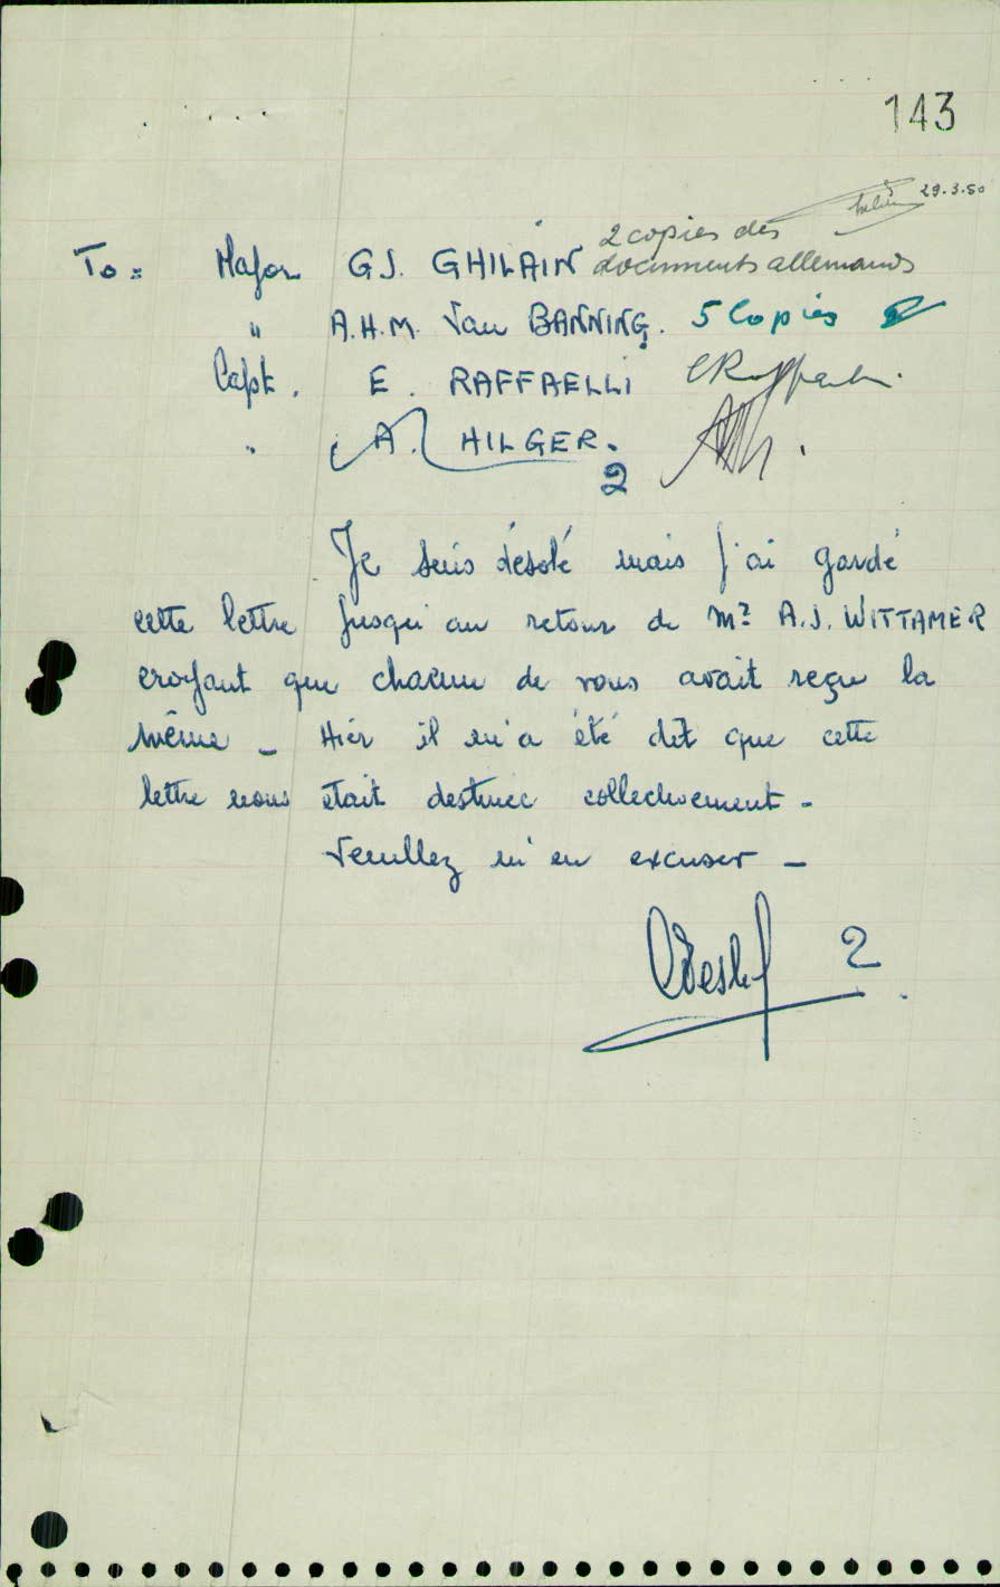 143
29.3.50
2 copies des
To = Major GJ. GHILAIN documents allemands
" A.H.M. Van BANNING. 5 Copies
Capt. E. RAFFAELLI
" A. HILGER.
2
Je suis désolé mais j'ai gardé
cette lettre jusqu'au retour de Mr A.J. WITTAMER
croyant que chacun de vous avait reçu la
même - Hier il m'a été dit que cette
lettre nous était destinée collectivement -
Veuillez m'en excuser -
2